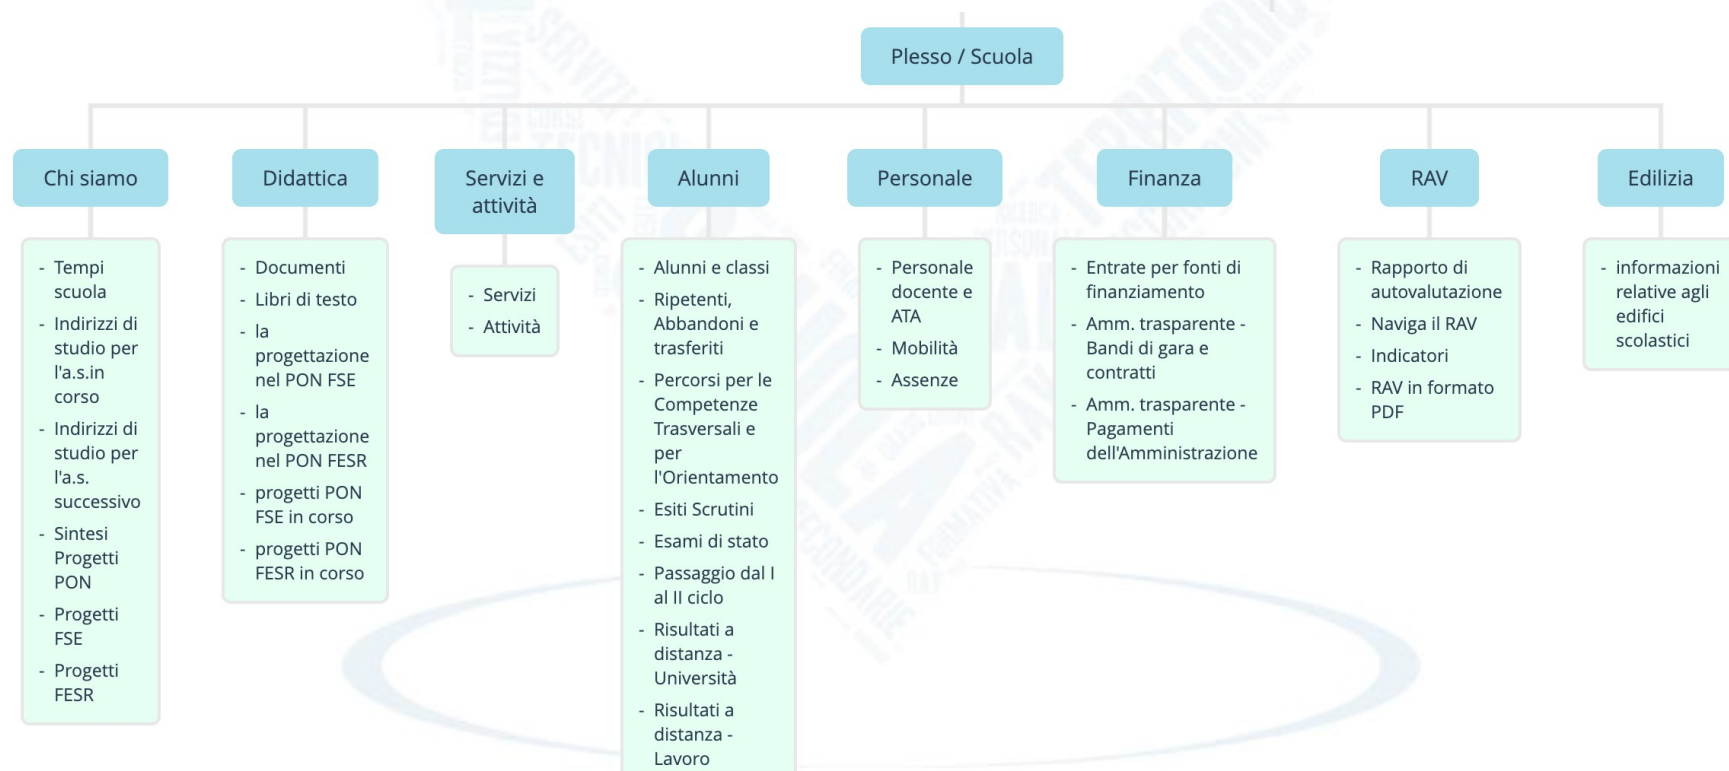 Plesso / Scuola
Chi siamo
- Tempi
scuola
- Indirizzi di
studio per
l'a.s.in
corso
- Indirizzi di
studio per
l'a.s.
successivo
- Sintesi
Progetti
PON
- Progetti
FSE
- Progetti
FESR
Didattica
- Documenti
- Libri di testo
- la
progettazione
nel PON FSE
- la
progettazione
nel PON FESR
- progetti PON
FSE in corso
- progetti PON
FESR in corso
Servizi e
attività
- Servizi
- Attività
Alunni
- Alunni e classi
- Ripetenti,
Abbandoni e
trasferiti
- Percorsi per le
Competenze
Trasversali e
per
l'Orientamento
- Esiti Scrutini
- Esami di stato
- Passaggio dal I
al II ciclo
- Risultati a
distanza -
Università
- Risultati a
distanza -
Lavoro
Personale
- Personale
docente e
ATA
- Mobilità
- Assenze
Finanza
- Entrate per fonti di
finanziamento
- Amm. trasparente -
Bandi di gara e
contratti
- Amm. trasparente -
Pagamenti
dell'Amministrazione
RAV
- Rapporto di
autovalutazione
- Naviga il RAV
- Indicatori
- RAV in formato
PDF
Edilizia
- informazioni
relative agli
edifici
scolastici